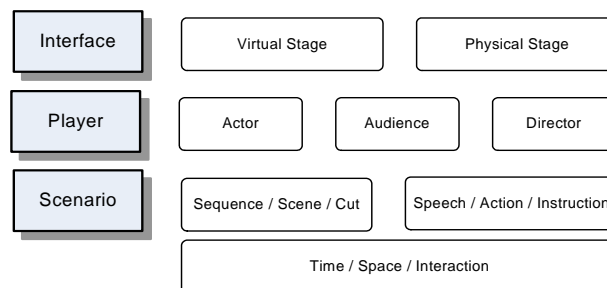 Interface
Virtual Stage
Physical Stage
Player
Actor
Audience
Director
Scenario
Sequence / Scene / Cut
Speech / Action / Instruction
Time / Space / Interaction